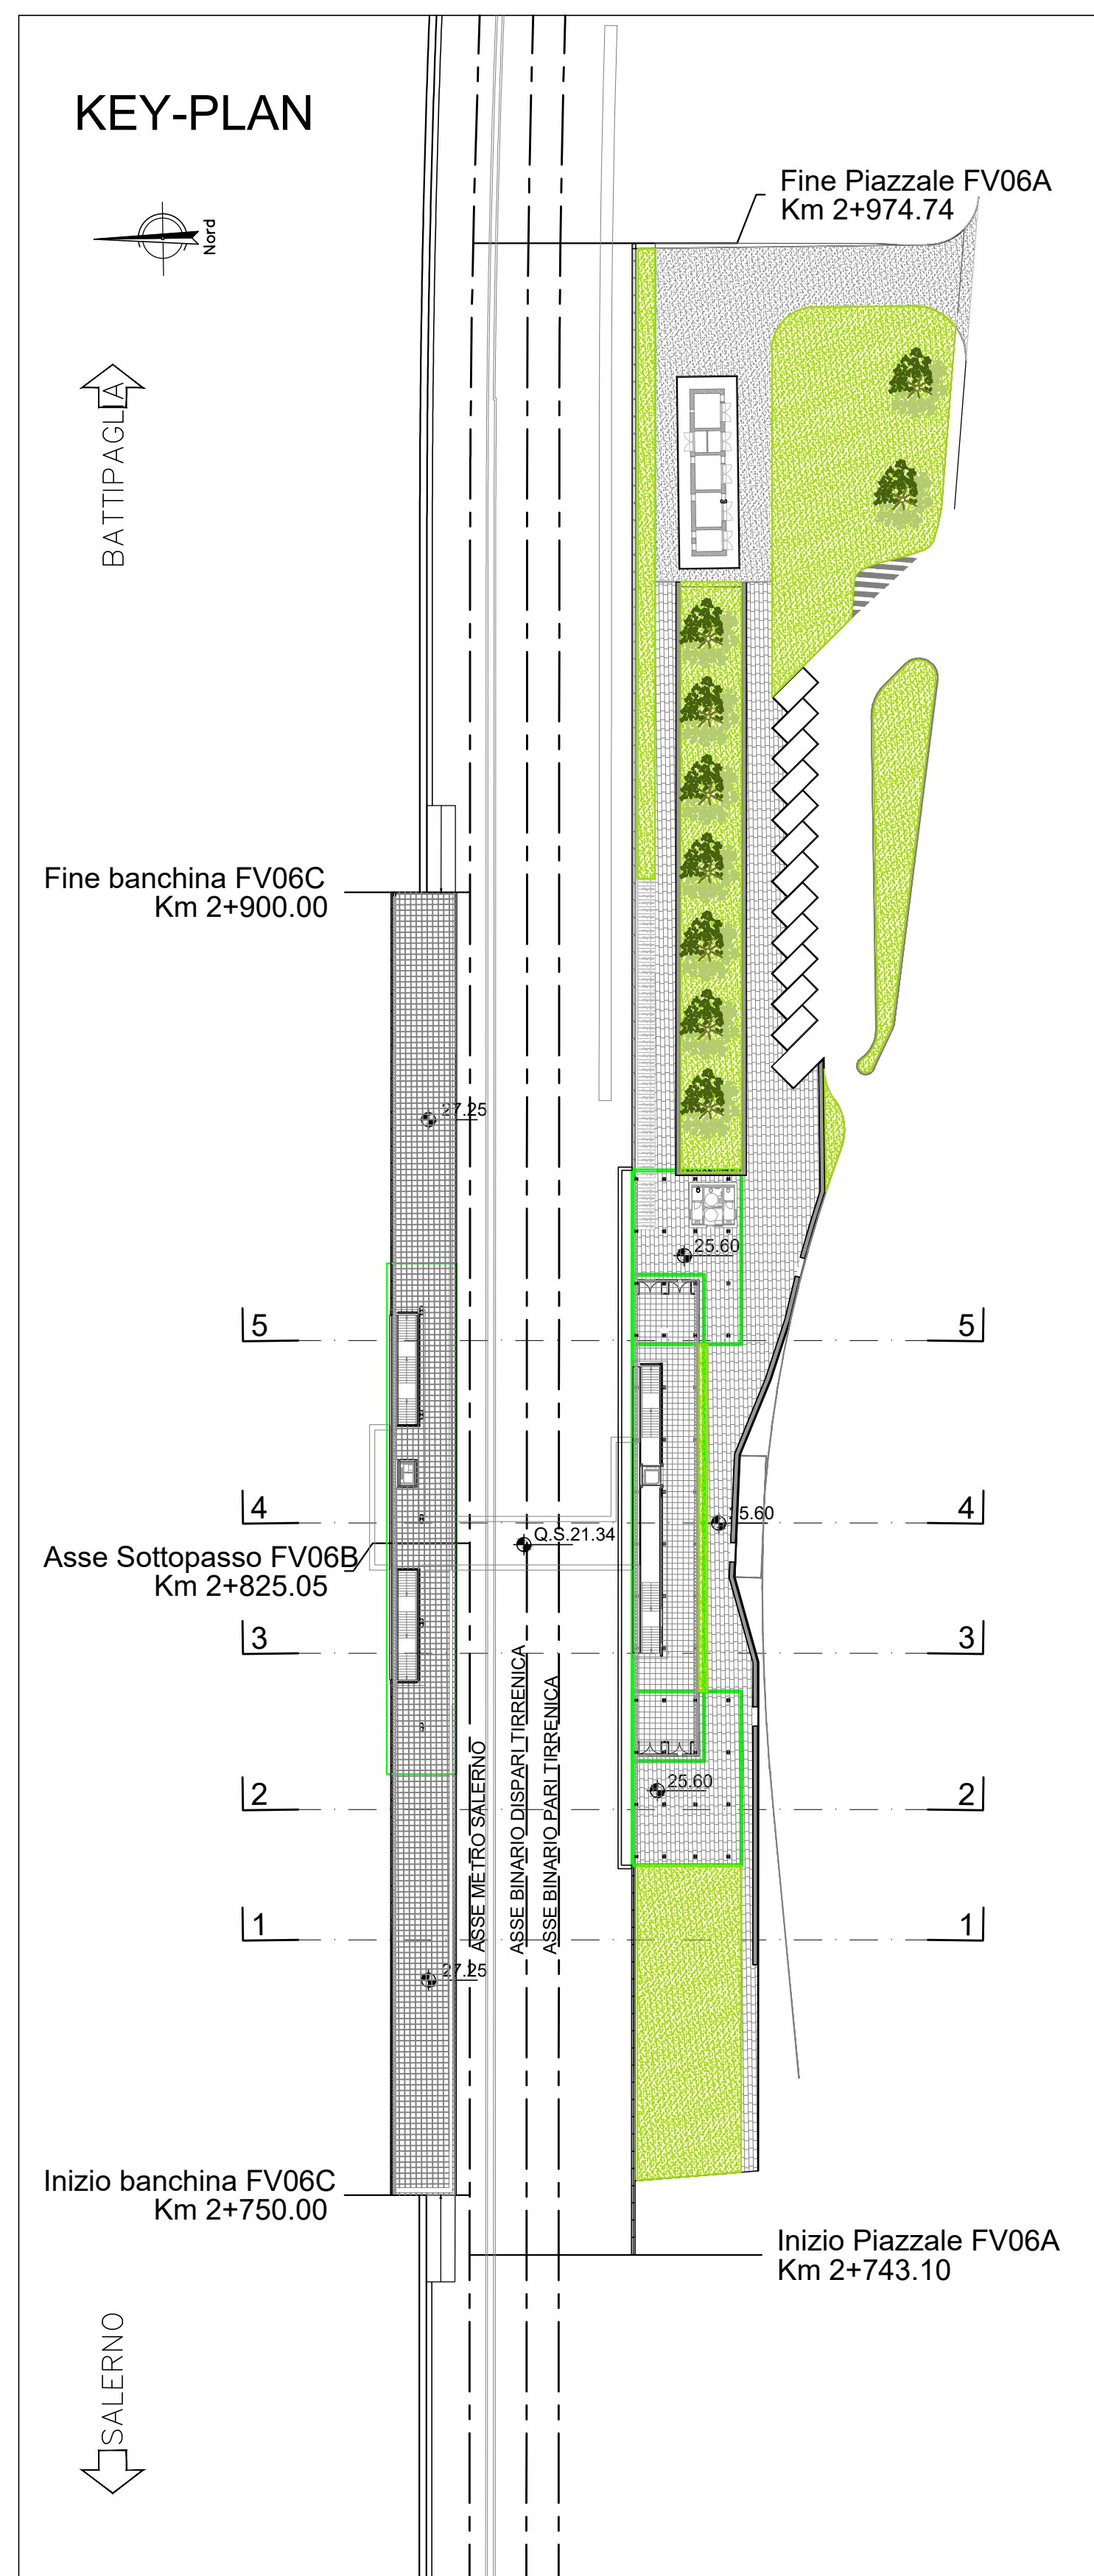 KEY-PLAN
Fine Piazzale FV06A
Km 2+974.74
Nord
BATTIPAGLIA
Fine banchina FV06C
Km 2+900.00
27.25
25.60
5
5
4
25.60
4
Q.S.21.34
Asse Sottopasso FV06B
Km 2+825.05
3
3
ASSE METRO SALERNO
ASSE BINARIO DISPARI TIRRENICA
ASSE BINARIO PARI TIRRENICA
25.60
2
2
1
1
27.25
Inizio banchina FV06C
Km 2+750.00
Inizio Piazzale FV06A
Km 2+743.10
SALERNO